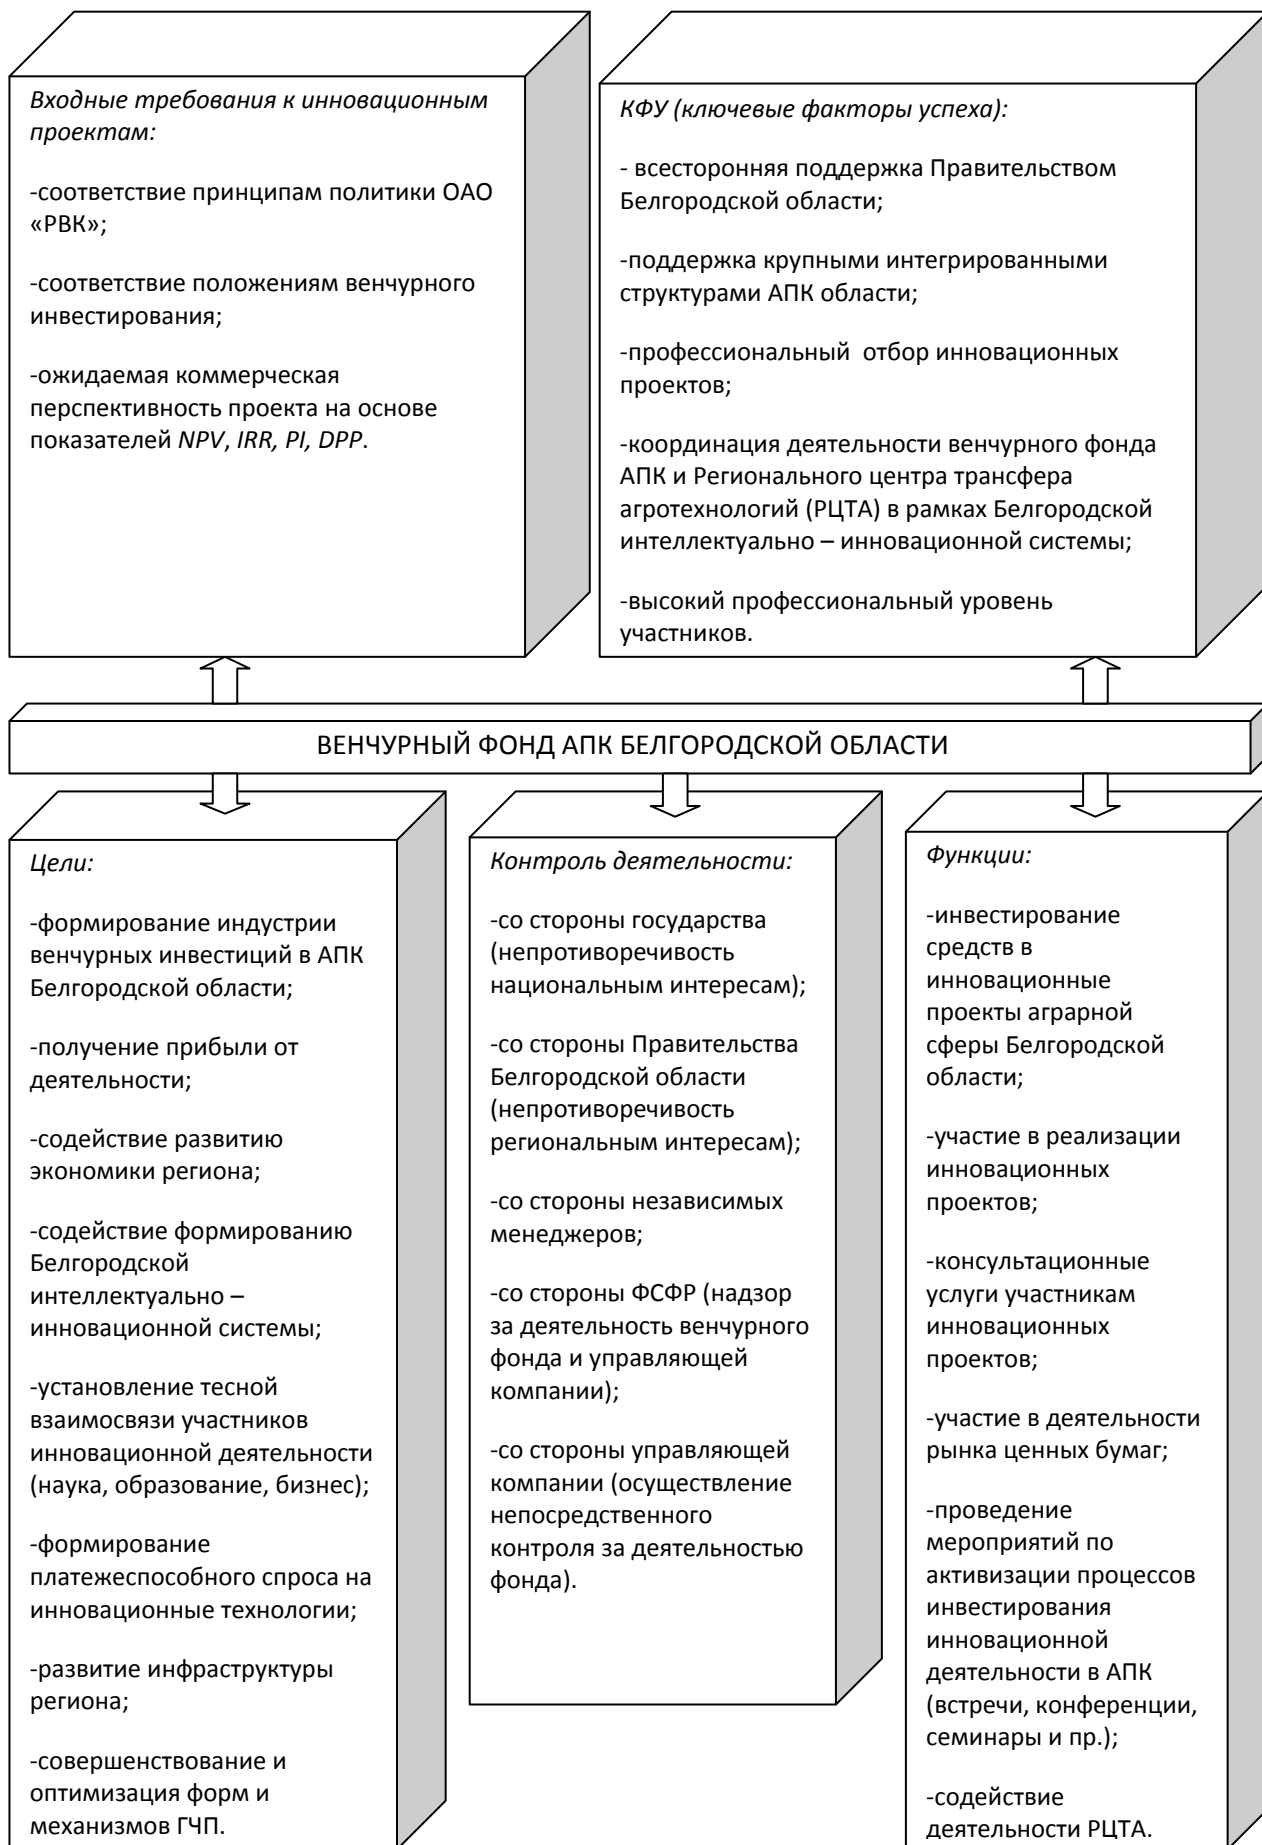 Входные требования к инновационным
проектам:
-соответствие принципам политики ОАО
«РВК»;
-соответствие положениям венчурного
инвестирования;
-ожидаемая коммерческая
перспективность проекта на основе
показателей NPV, IRR, PI, DPP.
КФУ (ключевые факторы успеха):
- всесторонняя поддержка Правительством
Белгородской области;
-поддержка крупными интегрированными
структурами АПК области;
-профессиональный  отбор инновационных
проектов;
-координация деятельности венчурного фонда
АПК и Регионального центра трансфера
агротехнологий (РЦТА) в рамках Белгородской
интеллектуально – инновационной системы;
-высокий профессиональный уровень
участников.
ВЕНЧУРНЫЙ ФОНД АПК БЕЛГОРОДСКОЙ ОБЛАСТИ
Цели:
-формирование индустрии
венчурных инвестиций в АПК
Белгородской области;
-получение прибыли от
деятельности;
-содействие развитию
экономики региона;
-содействие формированию
Белгородской
интеллектуально –
инновационной системы;
-установление тесной
взаимосвязи участников
инновационной деятельности
(наука, образование, бизнес);
-формирование
платежеспособного спроса на
инновационные технологии;
-развитие инфраструктуры
региона;
-совершенствование и
оптимизация форм и
механизмов ГЧП.
Контроль деятельности:
-со стороны государства
(непротиворечивость
национальным интересам);
-со стороны Правительства
Белгородской области
(непротиворечивость
региональным интересам);
-со стороны независимых
менеджеров;
-со стороны ФСФР (надзор
за деятельность венчурного
фонда и управляющей
компании);
-со стороны управляющей
компании (осуществление
непосредственного
контроля за деятельностью
фонда).
Функции:
-инвестирование
средств в
инновационные
проекты аграрной
сферы Белгородской
области;
-участие в реализации
инновационных
проектов;
-консультационные
услуги участникам
инновационных
проектов;
-участие в деятельности
рынка ценных бумаг;
-проведение
мероприятий по
активизации процессов
инвестирования
инновационной
деятельности в АПК
(встречи, конференции,
семинары и пр.);
-содействие
деятельности РЦТА.